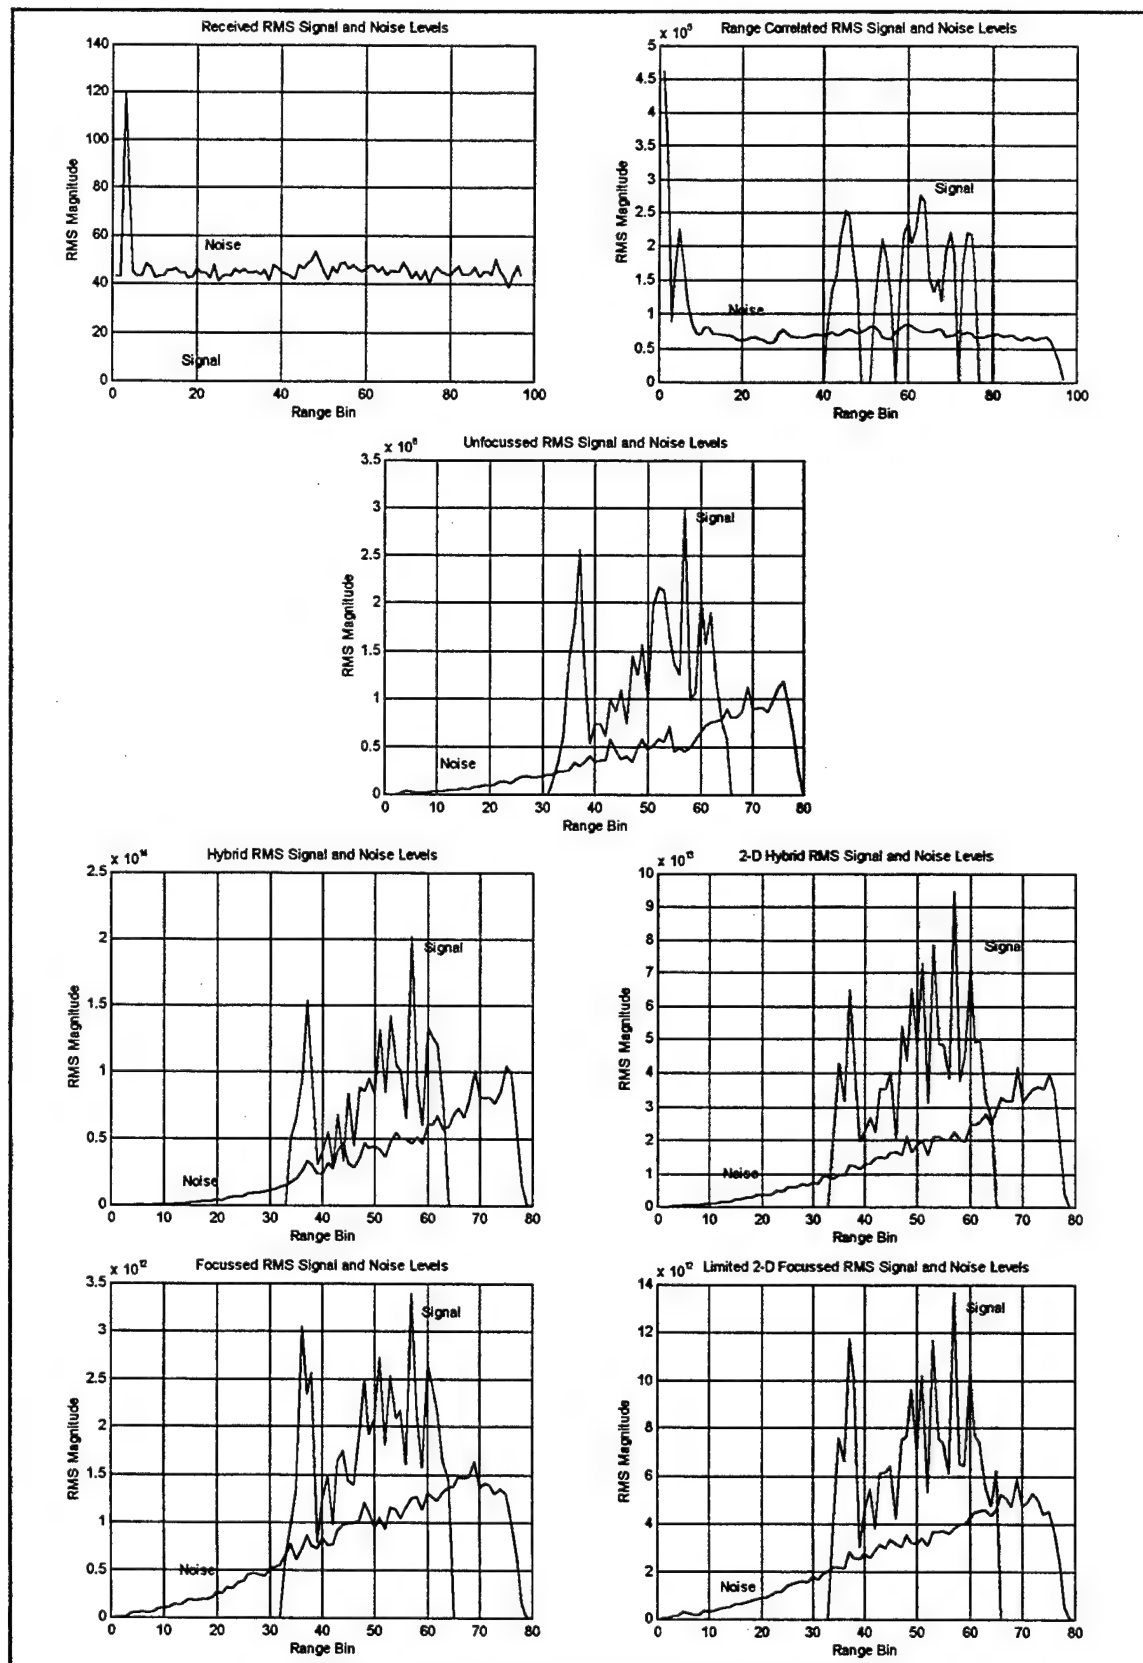 Received RMS Signal and Noise Levels
140
120
100
80
60
40
20
0
RMS Magnitude
Noise
Signal
0 20 40 60 80 100
Range Bin
Range Correlated RMS Signal and Noise Levels
x 10^5
5
4.5
4
3.5
3
2.5
2
1.5
1
0.5
0
RMS Magnitude
Signal
Noise
0 20 40 60 80 100
Range Bin
Unfocussed RMS Signal and Noise Levels
3.5
3
2.5
2
1.5
1
0.5
0
RMS Magnitude
Signal
Noise
0 10 20 30 40 50 60 70 80
Range Bin
Hybrid RMS Signal and Noise Levels
x 10^14
2.5
2
1.5
1
0.5
0
RMS Magnitude
Signal
Noise
0 10 20 30 40 50 60 70 80
Range Bin
2-D Hybrid RMS Signal and Noise Levels
x 10^13
10
9
8
7
6
5
4
3
2
1
0
RMS Magnitude
Signal
Noise
0 10 20 30 40 50 60 70 80
Range Bin
Focussed RMS Signal and Noise Levels
x 10^12
3.5
3
2.5
2
1.5
1
0.5
0
RMS Magnitude
Signal
Noise
0 10 20 30 40 50 60 70 80
Range Bin
Limited 2-D Focussed RMS Signal and Noise Levels
x 10^12
14
12
10
8
6
4
2
0
RMS Magnitude
Signal
Noise
0 10 20 30 40 50 60 70 80
Range Bin